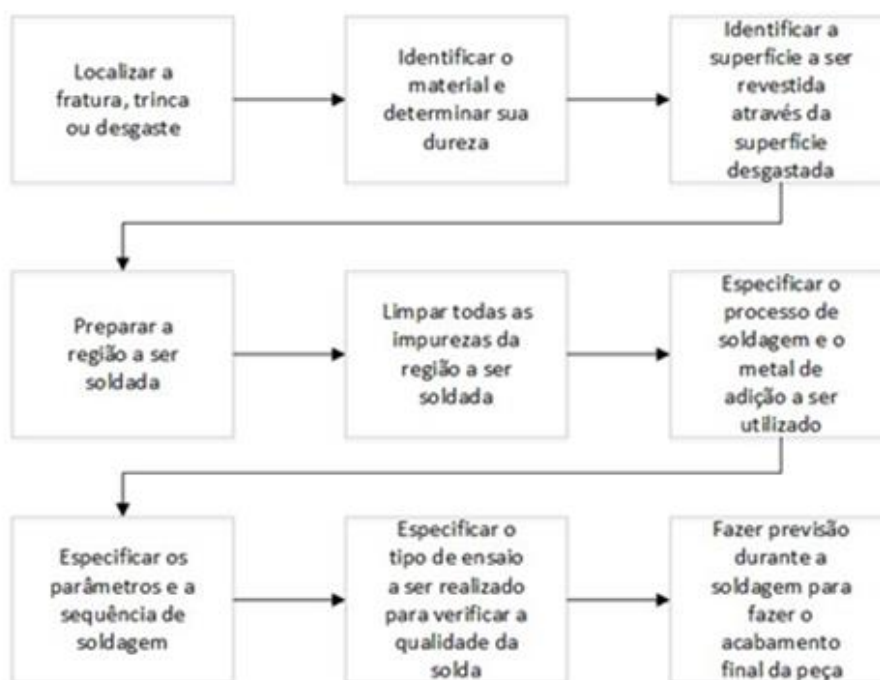 Localizar a
fratura, trinca
ou desgaste
Identificar o
material e
determinar sua
dureza
Identificar a
superfície a ser
revestida
através da
superfície
desgastada
Preparar a
região a ser
soldada
Limpar todas as
impurezas da
região a ser
soldada
Especificar o
processo de
soldagem e o
metal de
adição a ser
utilizado
Especificar os
parâmetros e a
sequência de
soldagem
Especificar o
tipo de ensaio
a ser realizado
para verificar a
qualidade da
solda
Fazer previsão
durante a
soldagem para
fazer o
acabamento
final da peça